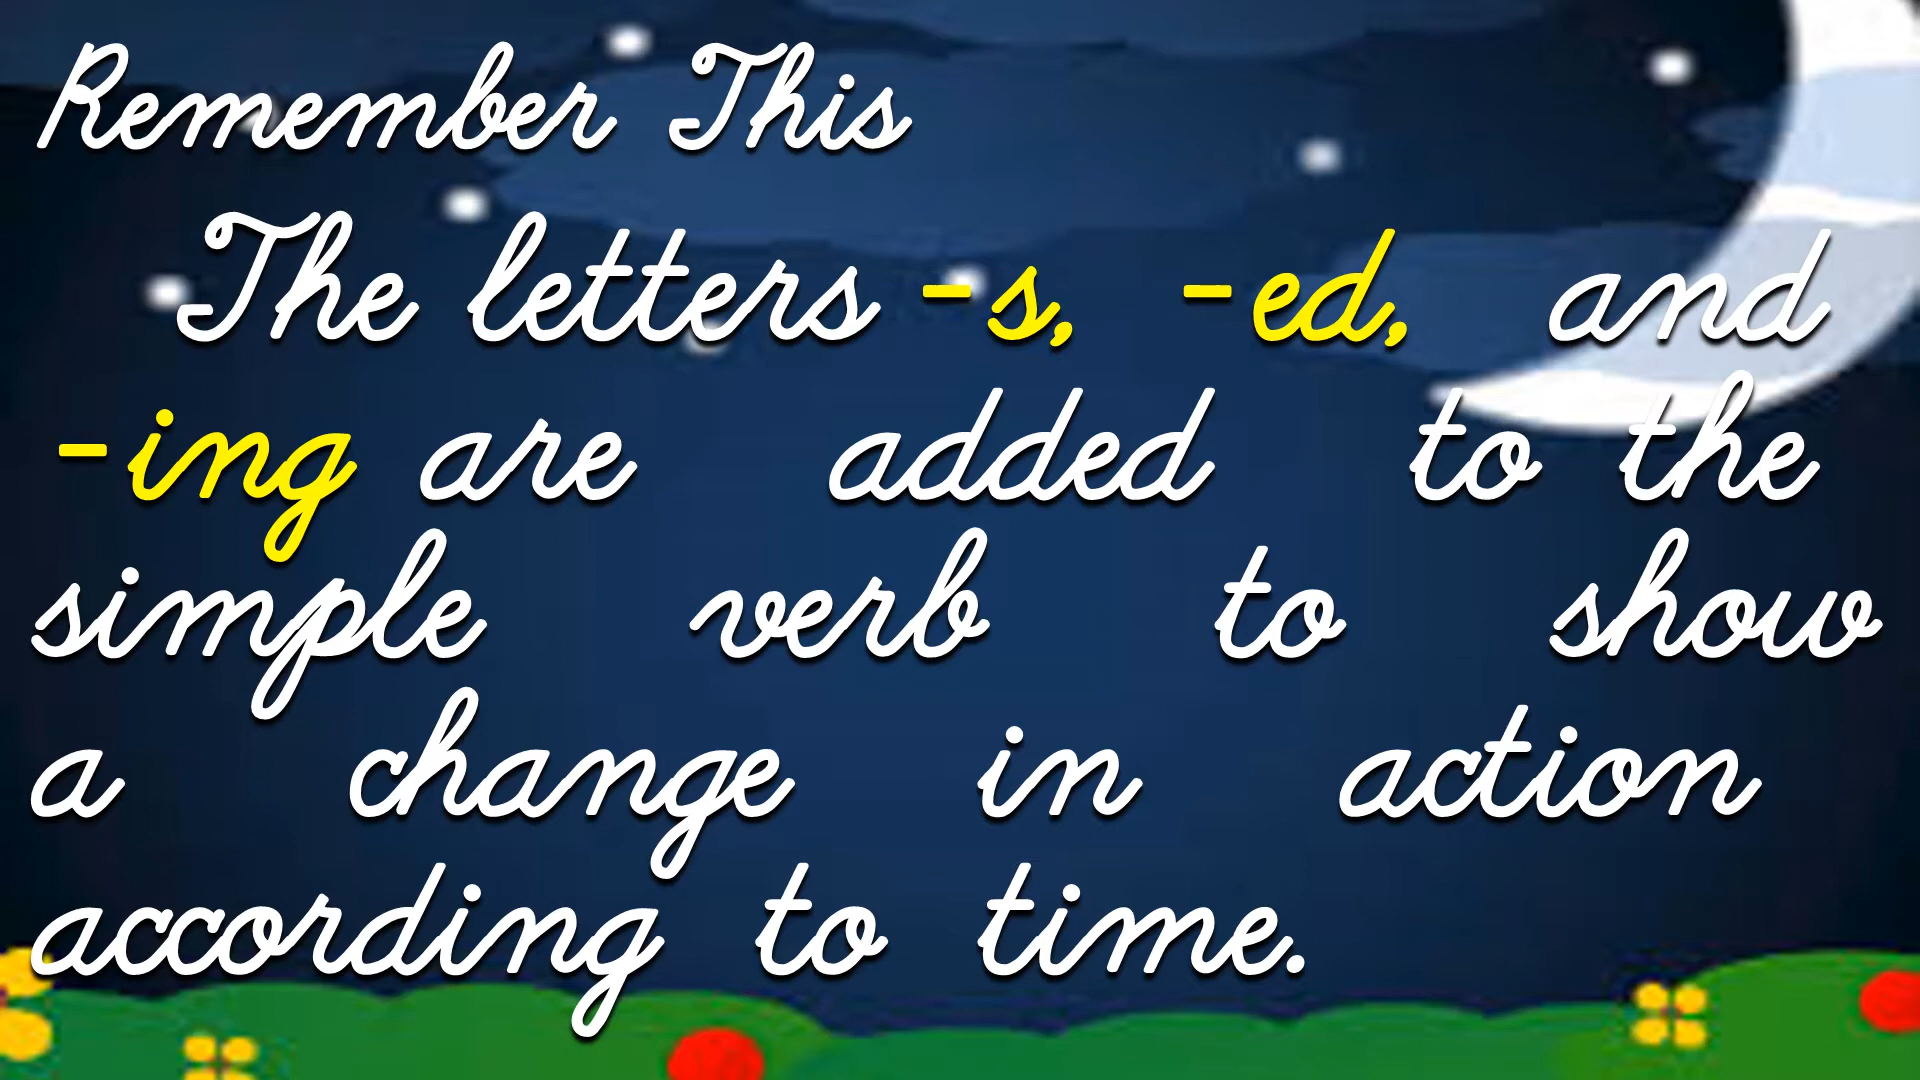 Remember This
The letters -s, -ed, and
-ing are added to the
simple verb to show
a change in action
according to time.